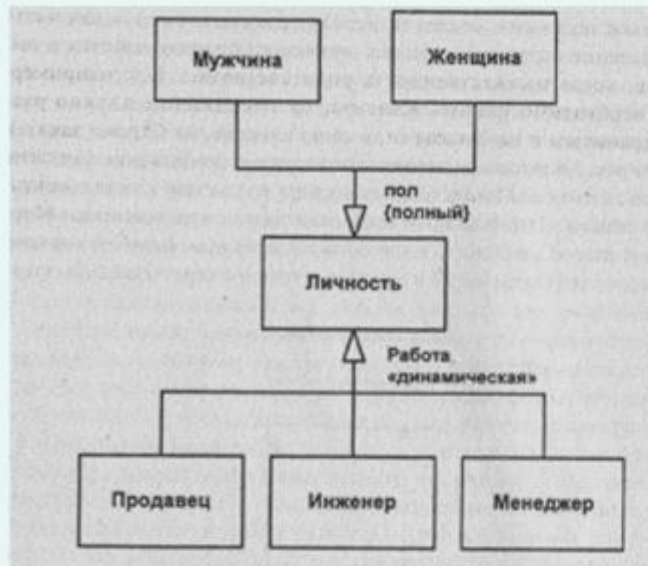 Мужчина
Женщина
пол
{полный}
Личность
Работа
«динамическая»
Продавец
Инженер
Менеджер